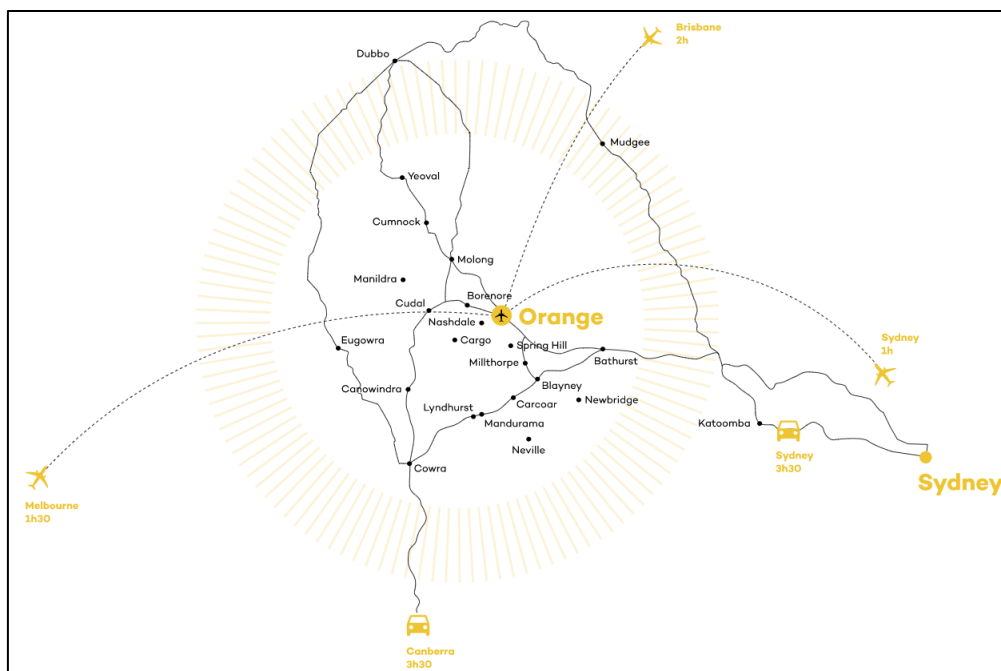 Brisbane
2h
Dubbo
Mudgee
Yeoval
Cumnock
Molong
Manildra
Borenore
Cudal
Orange
Nashdale
Cargo
Spring Hill
Eugowra
Sydney
1h
Millthorpe
Bathurst
Blayney
Canowindra
Carcoar
Newbridge
Lyndhurst
Mandurama
Katoomba
Neville
Sydney
3h30
Cowra
Sydney
Melbourne
1h30
Canberra
3h30